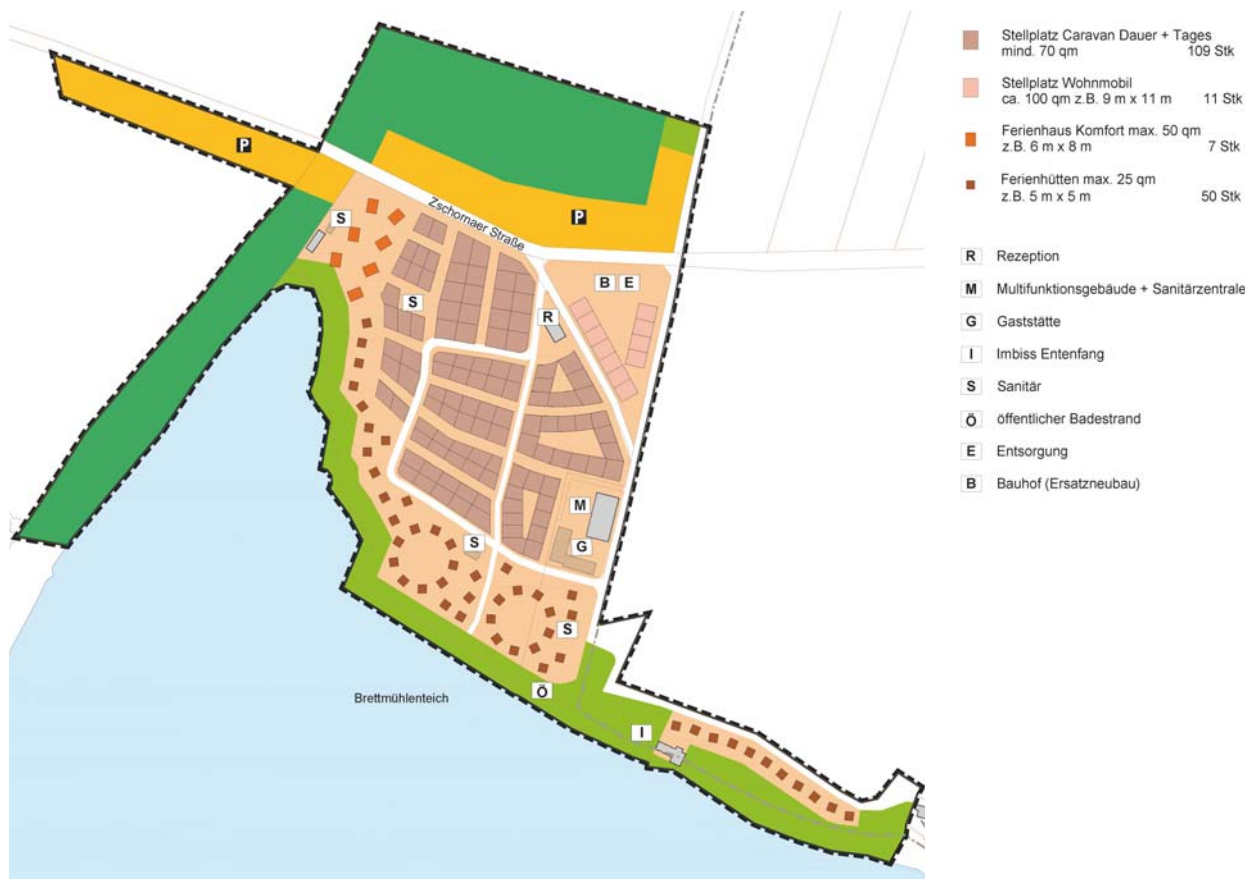 P
P
Zschornaer Straße
S
S
B E
R
M
G
S
S
Ö
I
Brettmühlenteich
Stellplatz Caravan Dauer + Tages
mind. 70 qm 109 Stk
Stellplatz Wohnmobil
ca. 100 qm z.B. 9 m x 11 m 11 Stk
Ferienhaus Komfort max. 50 qm
z.B. 6 m x 8 m 7 Stk
Ferienhütten max. 25 qm
z.B. 5 m x 5 m 50 Stk
R Rezeption
M Multifunktionsgebäude + Sanitärzentrale
G Gaststätte
I Imbiss Entenfang
S Sanitär
Ö öffentlicher Badestrand
E Entsorgung
B Bauhof (Ersatzneubau)